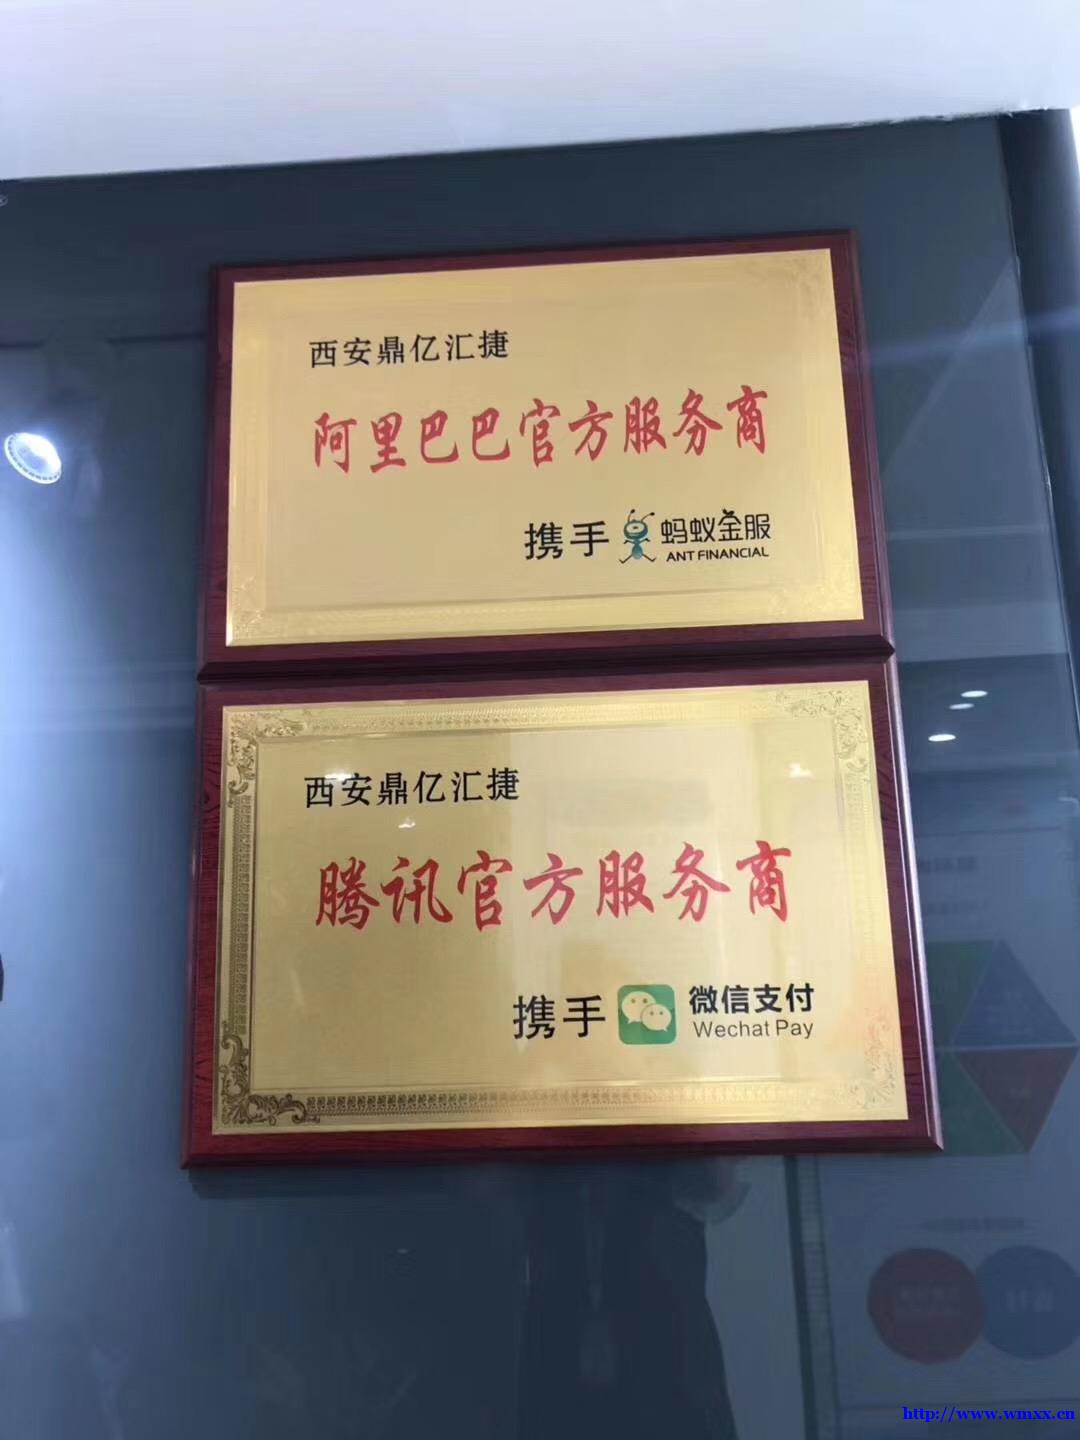 西安鼎亿汇捷
阿里巴巴官方服务商
携手 蚂蚁金服
ANT FINANCIAL
西安鼎亿汇捷
腾讯官方服务商
携手 微信支付
Wechat Pay
http://www.wmxx.cn